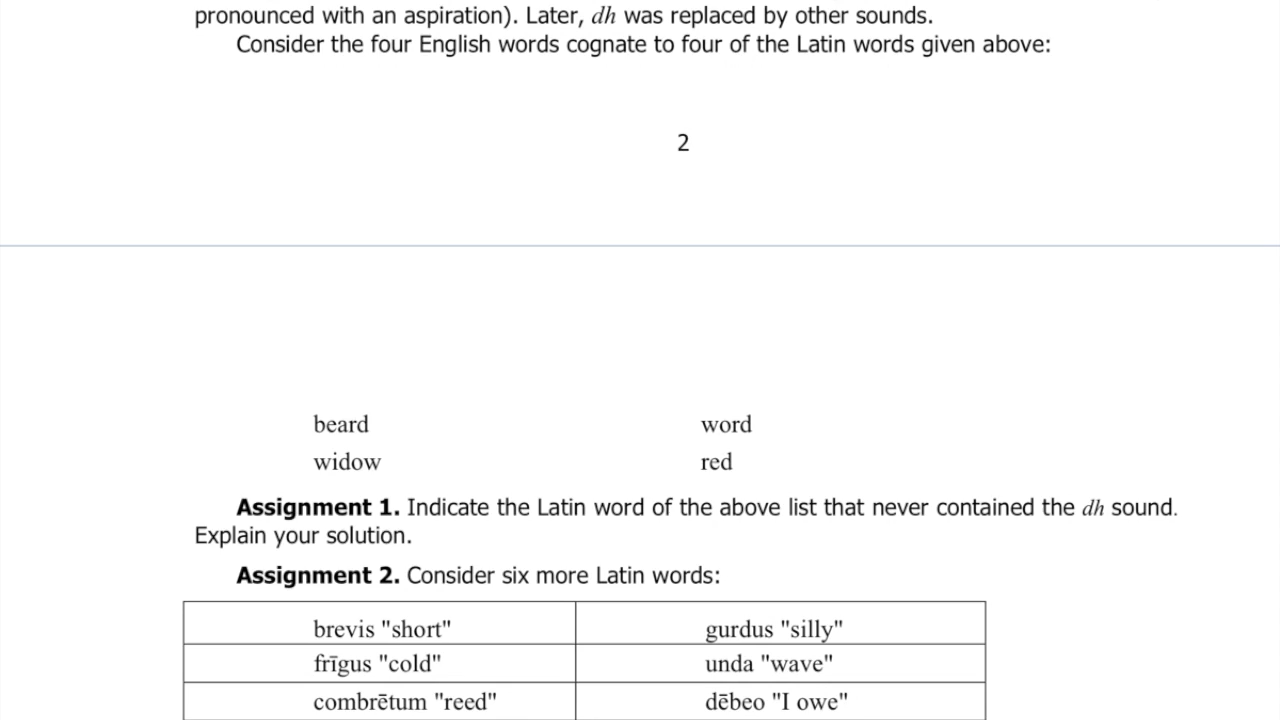 pronounced with an aspiration). Later, dh was replaced by other sounds.
Consider the four English words cognate to four of the Latin words given above:
2
beard word
widow red
Assignment 1. Indicate the Latin word of the above list that never contained the dh sound.
Explain your solution.
Assignment 2. Consider six more Latin words:
brevis "short" gurdus "silly"
frīgus "cold" unda "wave"
combrētum "reed" dēbeo "I owe"